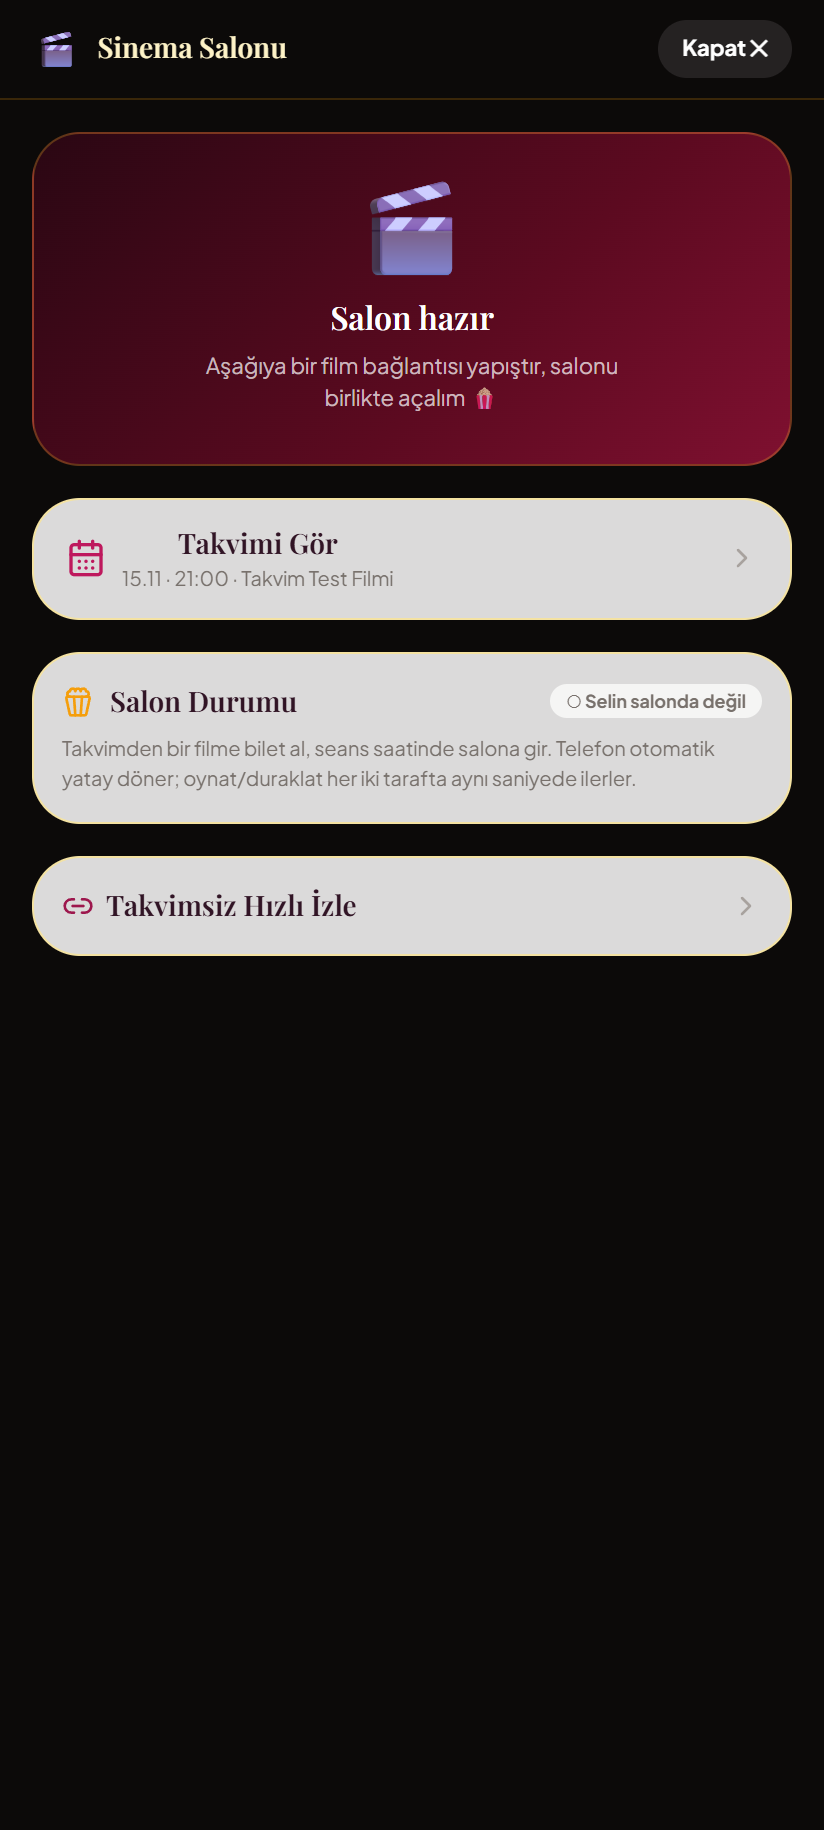 Sinema Salonu
Kapat
Salon hazır
Aşağıya bir film bağlantısı yapıştır, salonu
birlikte açalım
Takvimi Gör
15.11 · 21:00 · Takvim Test Filmi
Salon Durumu
Selin salonda değil
Takvimden bir filme bilet al, seans saatinde salona gir. Telefon otomatik
yatay döner; oynat/duraklat her iki tarafta aynı saniyede ilerler.
Takvimsiz Hızlı İzle